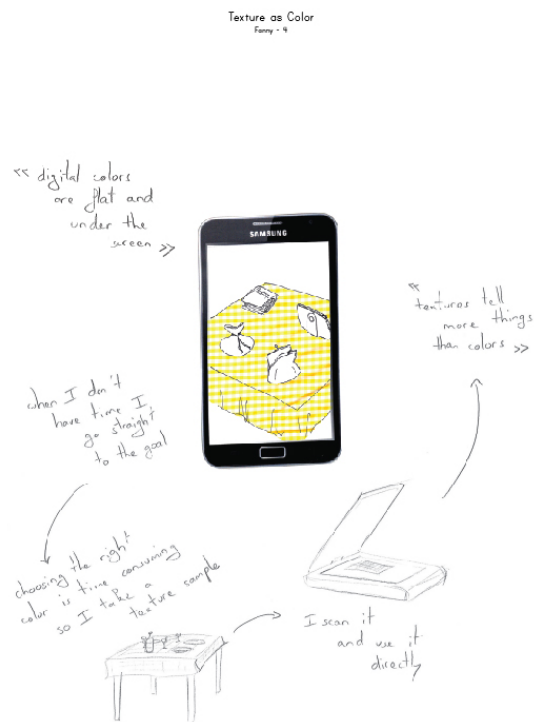 Texture as Color
Fanny - 4
<< digital colors
are flat and
under the
screen >>
SAMSUNG
<<
textures tell
more things
than colors >>
when I don't
have time I
go straight
to the goal
choosing the right
color is time consuming
so I take a
texture sample
I scan it
and use it
directly